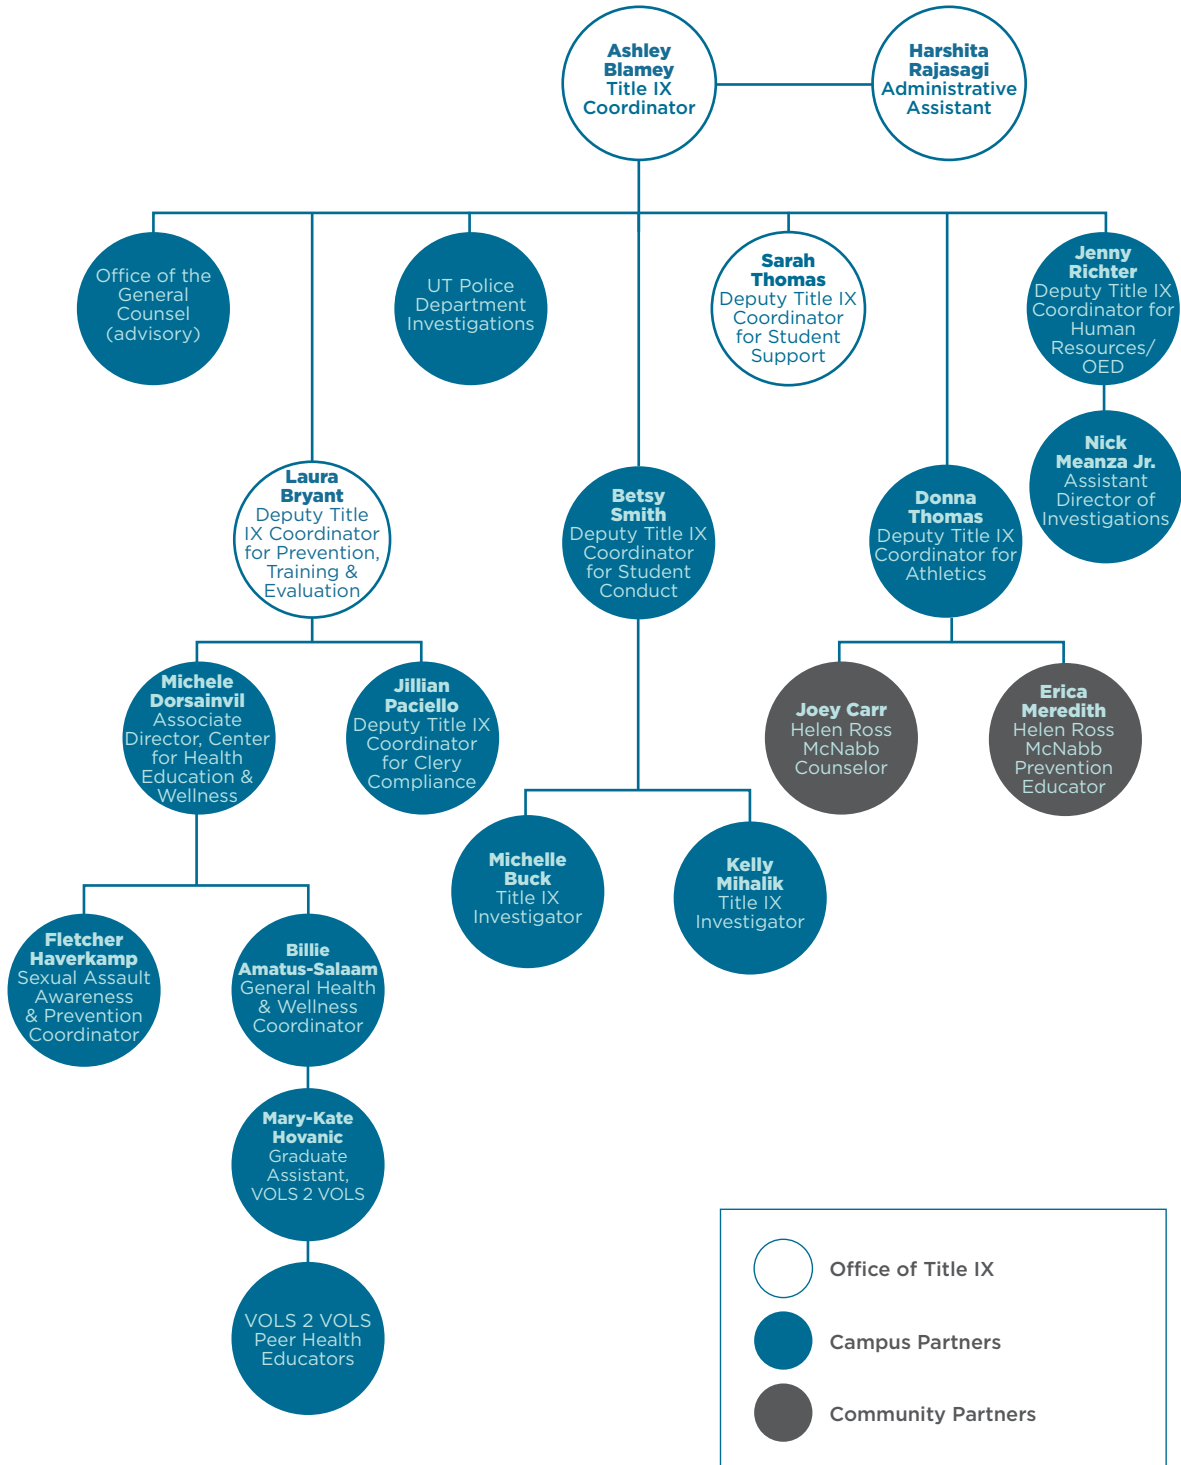 Ashley
Blamey
Title IX
Coordinator
Harshita
Rajasagi
Administrative
Assistant
Office of the
General
Counsel
(advisory)
UT Police
Department
Investigations
Sarah
Thomas
Deputy Title IX
Coordinator
for Student
Support
Jenny
Richter
Deputy Title IX
Coordinator for
Human
Resources/
OED
Nick
Meanza Jr.
Assistant
Director of
Investigations
Laura
Bryant
Deputy Title
IX Coordinator
for Prevention,
Training &
Evaluation
Betsy
Smith
Deputy Title IX
Coordinator
for Student
Conduct
Donna
Thomas
Deputy Title IX
Coordinator for
Athletics
Michele
Dorsainvil
Associate
Director, Center
for Health
Education &
Wellness
Jillian
Paciello
Deputy Title IX
Coordinator
for Clery
Compliance
Joey Carr
Helen Ross
McNabb
Counselor
Erica
Meredith
Helen Ross
McNabb
Prevention
Educator
Michelle
Buck
Title IX
Investigator
Kelly
Mihalik
Title IX
Investigator
Fletcher
Haverkamp
Sexual Assault
Awareness
& Prevention
Coordinator
Billie
Amatus-Salaam
General Health
& Wellness
Coordinator
Mary-Kate
Hovanic
Graduate
Assistant,
VOLS 2 VOLS
VOLS 2 VOLS
Peer Health
Educators
Office of Title IX
Campus Partners
Community Partners